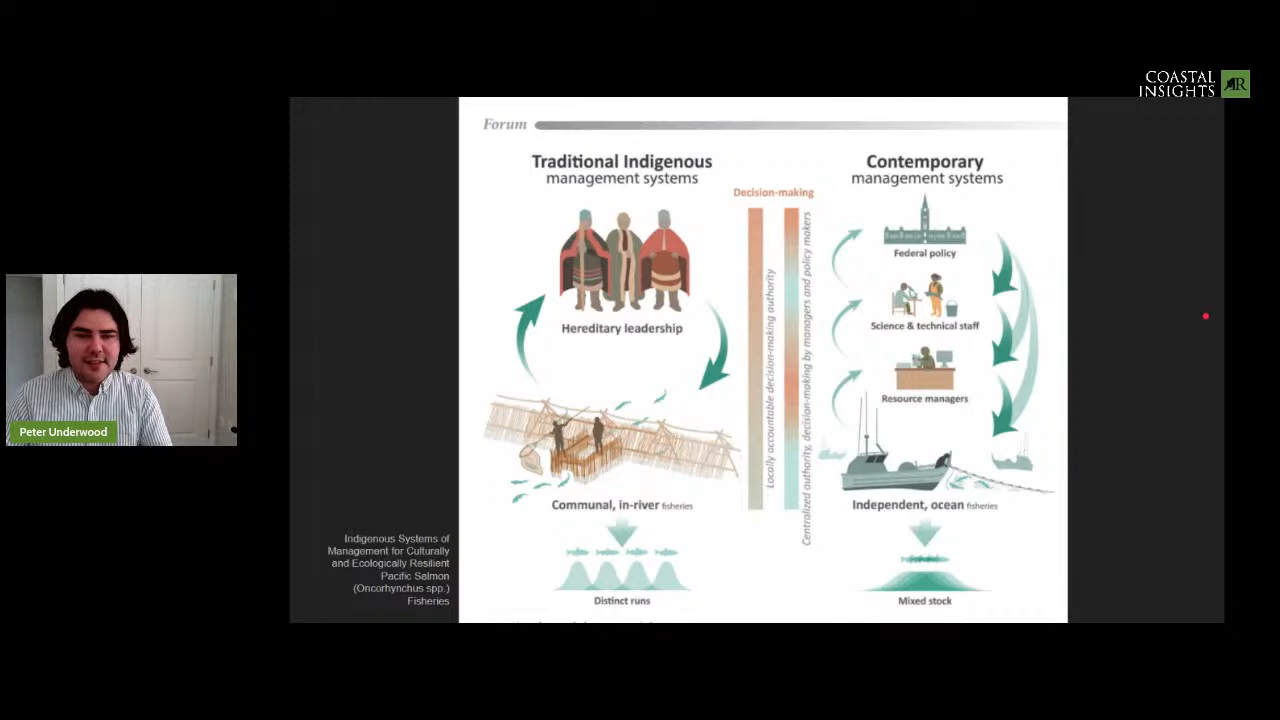 COASTAL
INSIGHTS
AR
Forum
Traditional Indigenous
management systems
Contemporary
management systems
Decision-making
Locally accountable decision-making authority
Centralized authority, decision-making by managers and policy makers
Hereditary leadership
Federal policy
Science & technical staff
Resource managers
Communal, in-river fisheries
Independent, ocean fisheries
Distinct runs
Mixed stock
Peter Underwood
Indigenous Systems of
Management for Culturally
and Ecologically Resilient
Pacific Salmon
(Oncorhynchus spp.)
Fisheries